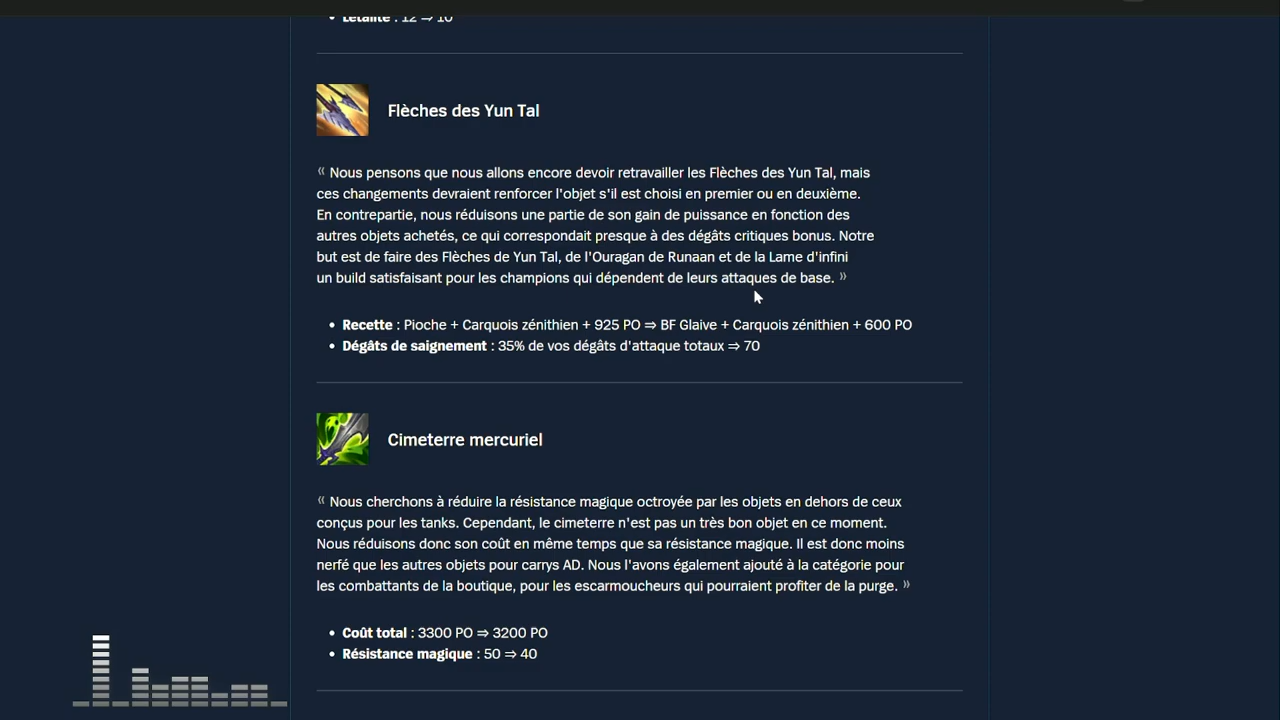 • Létalité : 12 ⇒ 10
Flèches des Yun Tal
« Nous pensons que nous allons encore devoir retravailler les Flèches des Yun Tal, mais
ces changements devraient renforcer l'objet s'il est choisi en premier ou en deuxième.
En contrepartie, nous réduisons une partie de son gain de puissance en fonction des
autres objets achetés, ce qui correspondait presque à des dégâts critiques bonus. Notre
but est de faire des Flèches de Yun Tal, de l'Ouragan de Runaan et de la Lame d'infini
un build satisfaisant pour les champions qui dépendent de leurs attaques de base. »
• Recette : Pioche + Carquois zénithien + 925 PO ⇒ BF Glaive + Carquois zénithien + 600 PO
• Dégâts de saignement : 35% de vos dégâts d'attaque totaux ⇒ 70
Cimeterre mercuriel
« Nous cherchons à réduire la résistance magique octroyée par les objets en dehors de ceux
conçus pour les tanks. Cependant, le cimeterre n'est pas un très bon objet en ce moment.
Nous réduisons donc son coût en même temps que sa résistance magique. Il est donc moins
nerfé que les autres objets pour carrys AD. Nous l'avons également ajouté à la catégorie pour
les combattants de la boutique, pour les escarmoucheurs qui pourraient profiter de la purge. »
• Coût total : 3300 PO ⇒ 3200 PO
• Résistance magique : 50 ⇒ 40